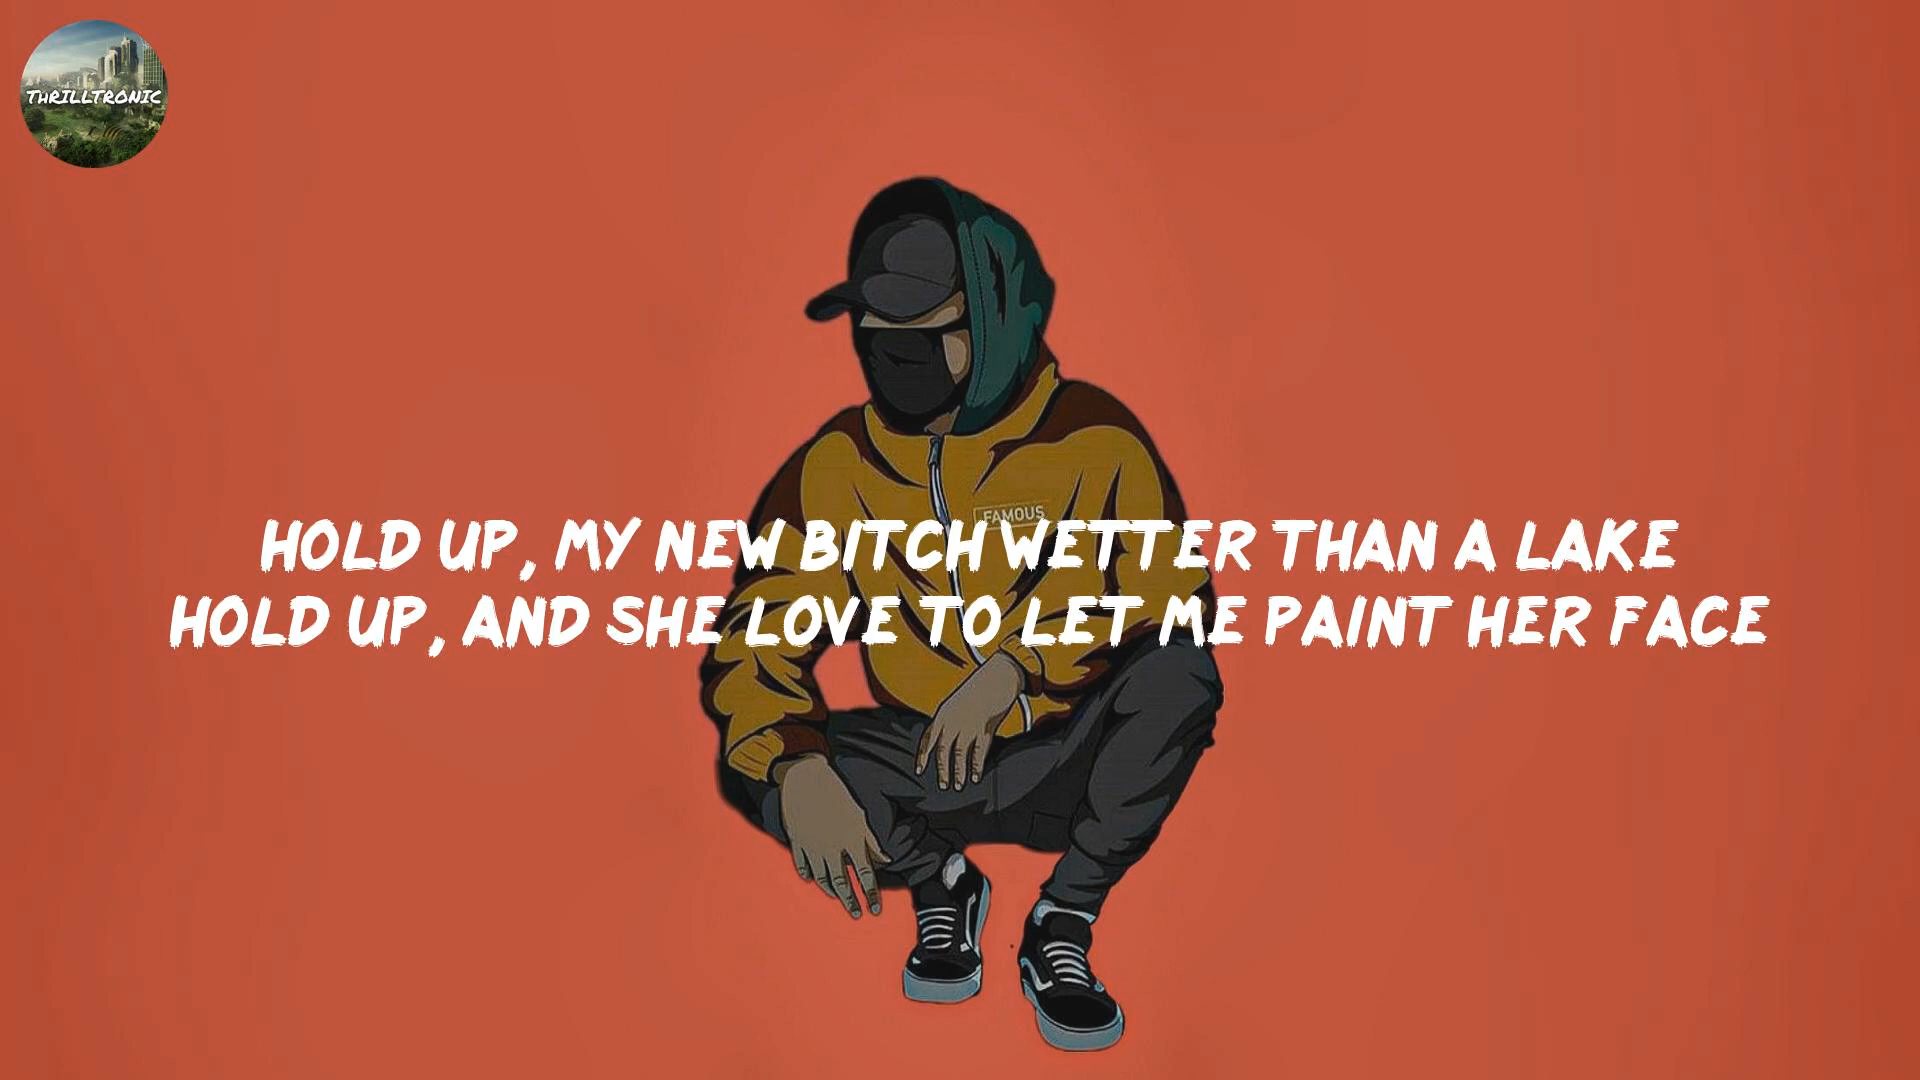 THRILLTRONIC
FAMOUS
HOLD UP, MY NEW BITCH WETTER THAN A LAKE
HOLD UP, AND SHE LOVE TO LET ME PAINT HER FACE